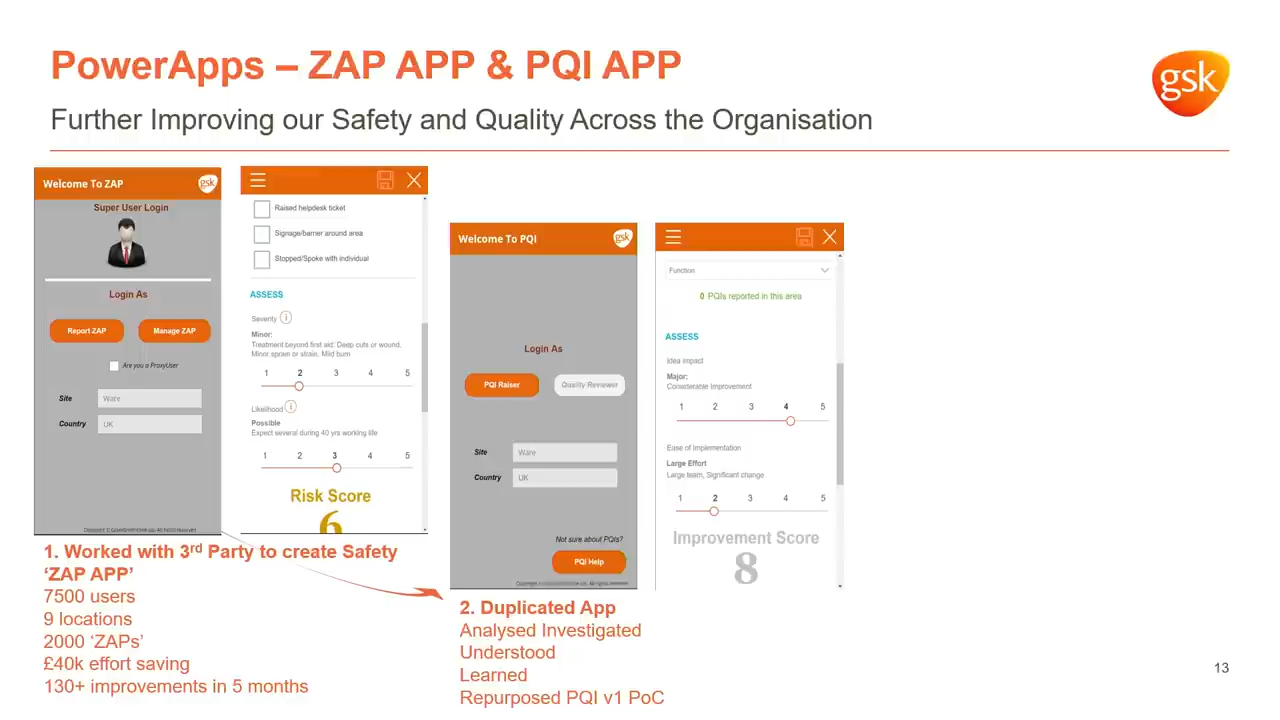 PowerApps – ZAP APP & PQI APP
gsk
Further Improving our Safety and Quality Across the Organisation
Welcome To ZAP
gsk
Super User Login
Login As
Report ZAP
Manage ZAP
Are you a ProxyUser
Site
Ware
Country
UK
Raised helpdesk ticket
Signage/barrier around area
Stopped/Spoke with individual
ASSESS
Severity i
Minor:
Treatment beyond first aid: Deep cuts or wound,
Minor sprain or strain, Mild burn
1 2 3 4 5
Likelihood i
Possible
Expect several during 40 yrs working life
1 2 3 4 5
Risk Score
6
1. Worked with 3rd Party to create Safety
‘ZAP APP’
7500 users
9 locations
2000 ‘ZAPs’
£40k effort saving
130+ improvements in 5 months
Welcome To PQI
gsk
Login As
PQI Raiser
Quality Reviewer
Site
Ware
Country
UK
Not sure about PQIs?
PQI Help
Function
0 PQIs reported in this area
ASSESS
Idea impact
Major:
Considerable Improvement
1 2 3 4 5
Ease of Implementation
Large Effort
Large team, Significant change
1 2 3 4 5
Improvement Score
8
2. Duplicated App
Analysed Investigated
Understood
Learned
Repurposed PQI v1 PoC
13